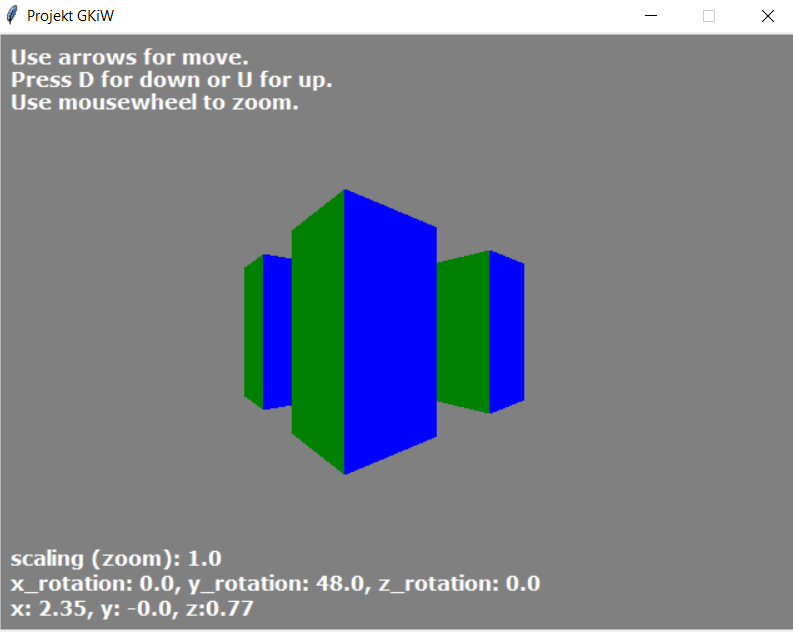 Projekt GKiW
Use arrows for move.
Press D for down or U for up.
Use mousewheel to zoom.
scaling (zoom): 1.0
x_rotation: 0.0, y_rotation: 48.0, z_rotation: 0.0
x: 2.35, y: -0.0, z:0.77